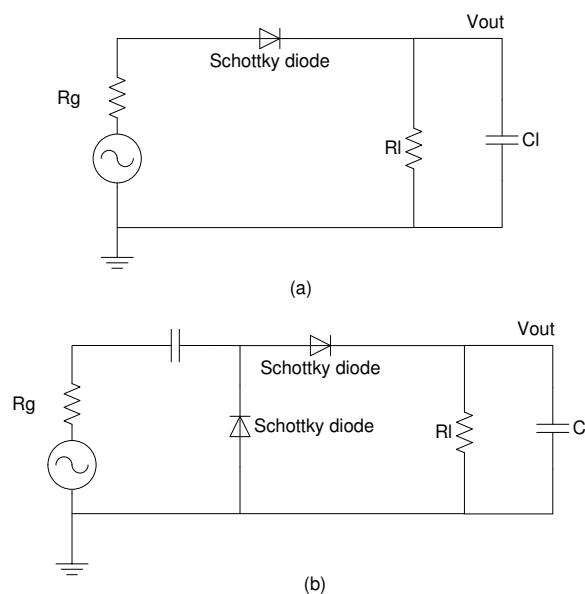 Vout
Schottky diode
Rg
Rl
Cl
(a)
Vout
Schottky diode
Rg
Schottky diode
Rl
C
(b)